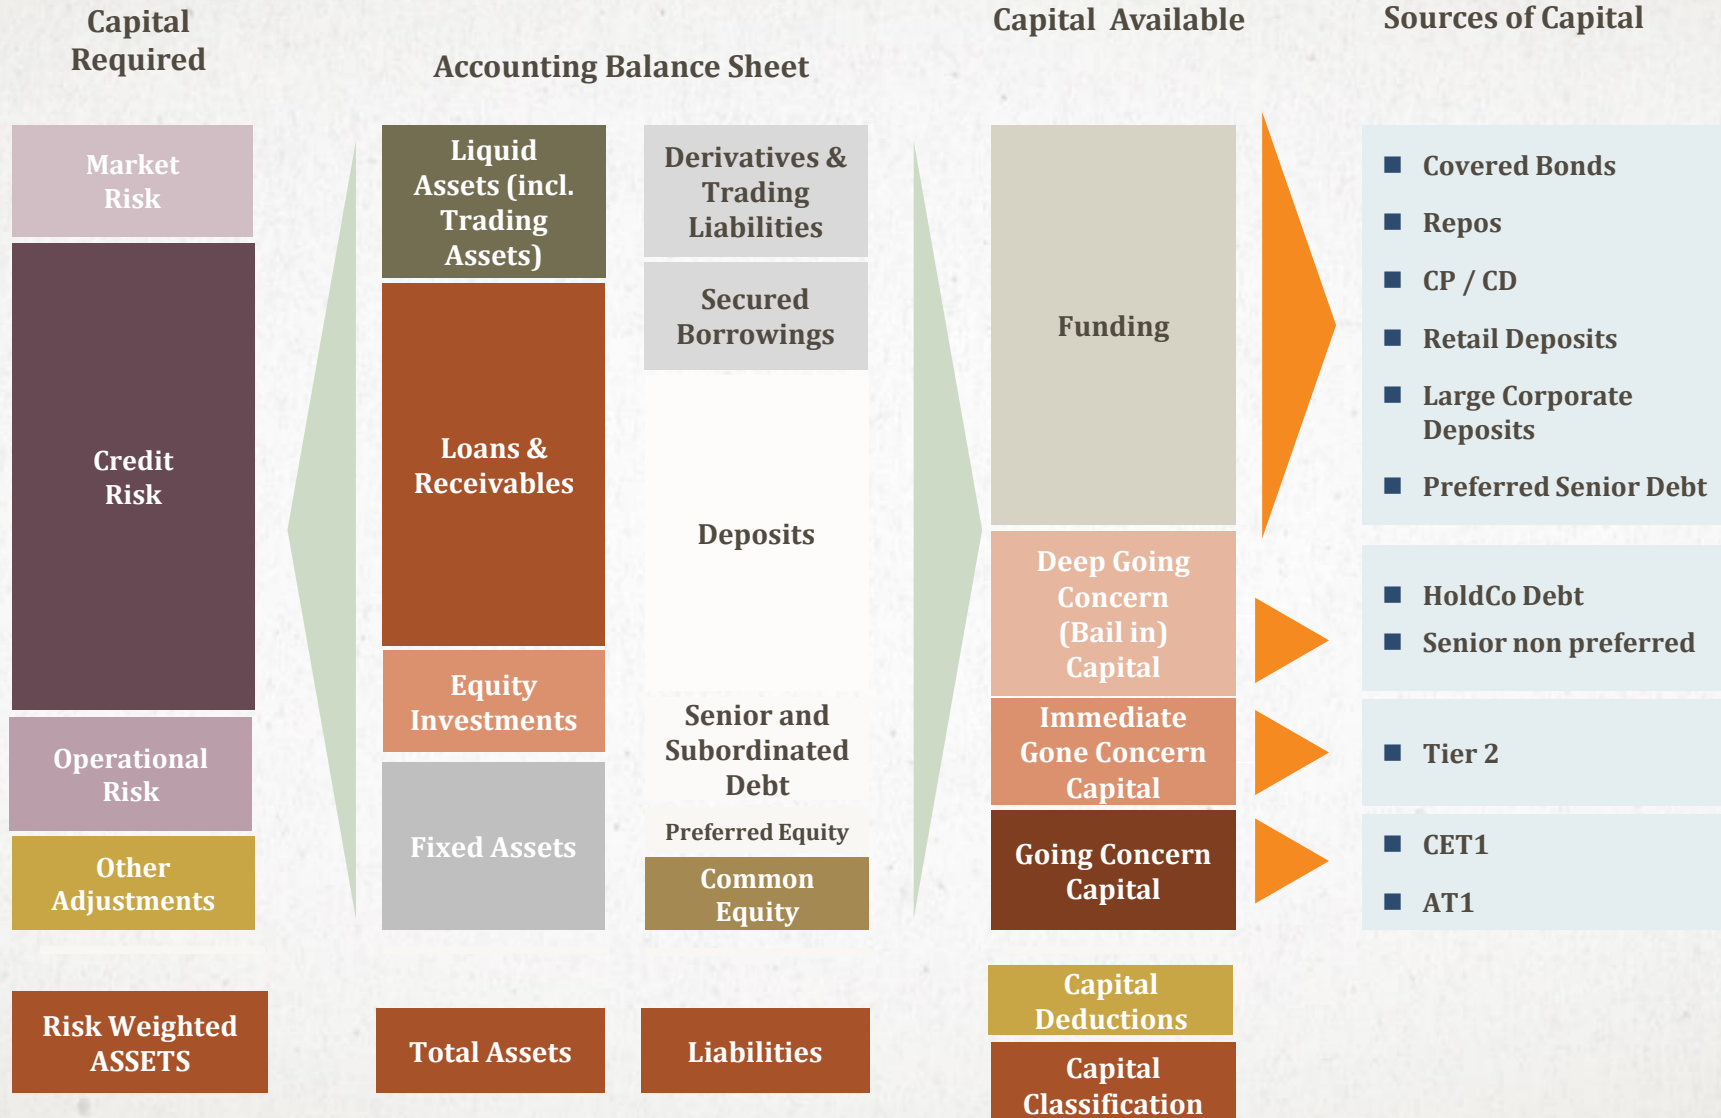 Capital
Required
Accounting Balance Sheet
Capital Available
Sources of Capital
Market
Risk
Credit
Risk
Operational
Risk
Other
Adjustments
Risk Weighted
ASSETS
Liquid
Assets (incl.
Trading
Assets)
Loans &
Receivables
Equity
Investments
Fixed Assets
Total Assets
Derivatives &
Trading
Liabilities
Secured
Borrowings
Deposits
Senior and
Subordinated
Debt
Preferred Equity
Common
Equity
Liabilities
Funding
Deep Going
Concern
(Bail in)
Capital
Immediate
Gone Concern
Capital
Going Concern
Capital
Capital
Deductions
Capital
Classification
Covered Bonds
Repos
CP / CD
Retail Deposits
Large Corporate
Deposits
Preferred Senior Debt
HoldCo Debt
Senior non preferred
Tier 2
CET1
AT1